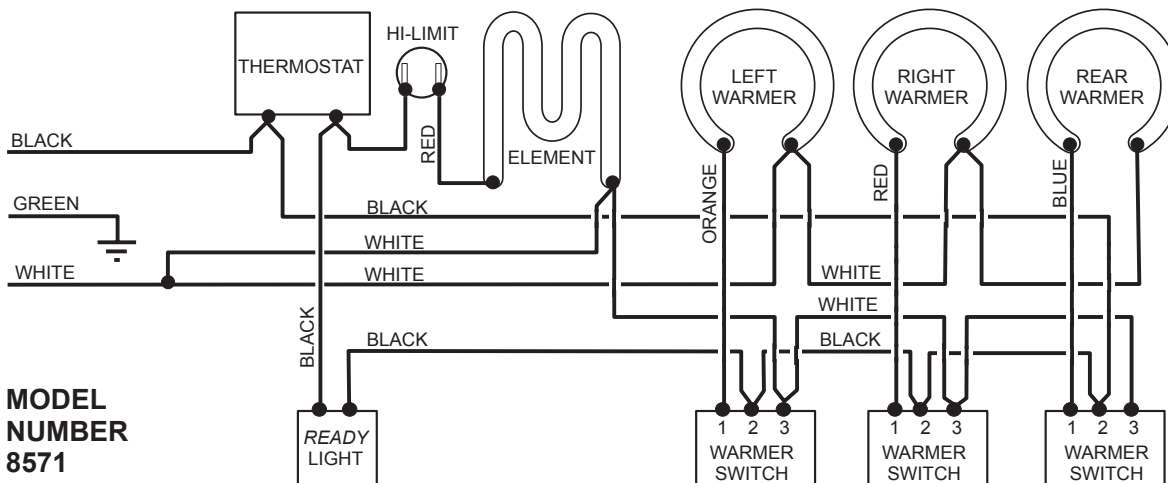 HI-LIMIT
THERMOSTAT
LEFT
WARMER
RIGHT
WARMER
REAR
WARMER
BLACK
RED
ELEMENT
ORANGE
RED
BLUE
GREEN
BLACK
WHITE
WHITE
WHITE
WHITE
WHITE
BLACK
BLACK
BLACK
MODEL
NUMBER
8571
READY
LIGHT
1 2 3
WARMER
SWITCH
1 2 3
WARMER
SWITCH
1 2 3
WARMER
SWITCH